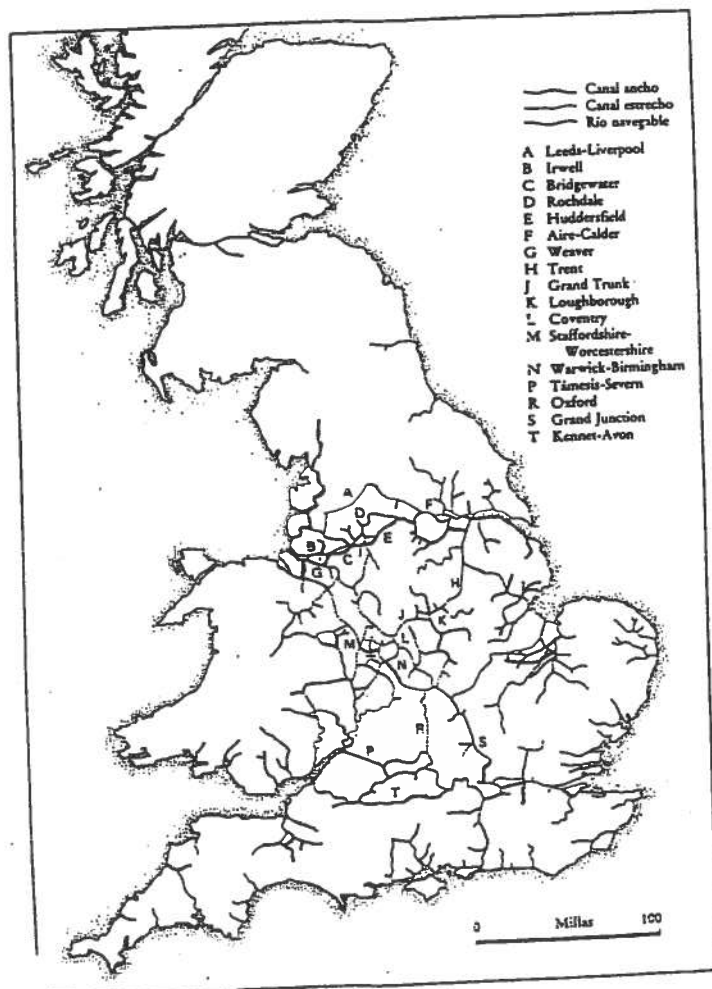 Canal ancho
Canal estrecho
Río navegable
A Leeds-Liverpool
B Irwell
C Bridgewater
D Rochdale
E Huddersfield
F Aire-Calder
G Weaver
H Trent
J Grand Trunk
K Loughborough
L Coventry
M Staffordshire-
Worcestershire
N Warwick-Birmingham
P Támesis-Severn
R Oxford
S Grand Junction
T Kennet-Avon
A
F
D
E
B
C
G
H
J
K
L
M
N
R
S
P
T
0 Millas 100